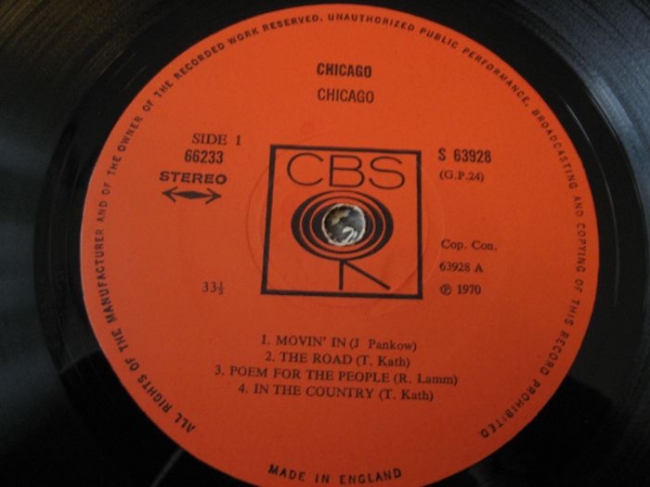 ALL RIGHTS OF THE MANUFACTURER AND OF THE OWNER OF THE RECORDED WORK RESERVED. UNAUTHORIZED PUBLIC PERFORMANCE, BROADCASTING AND COPYING OF THIS RECORD PROHIBITED.
CHICAGO
CHICAGO
SIDE 1
66233
STEREO
S 63928
(G.P.24)
CBS
33⅓
Cop. Con.
63928 A
℗ 1970
1. MOVIN' IN (J Pankow)
2. THE ROAD (T. Kath)
3. POEM FOR THE PEOPLE (R. Lamm)
4. IN THE COUNTRY (T. Kath)
MADE IN ENGLAND